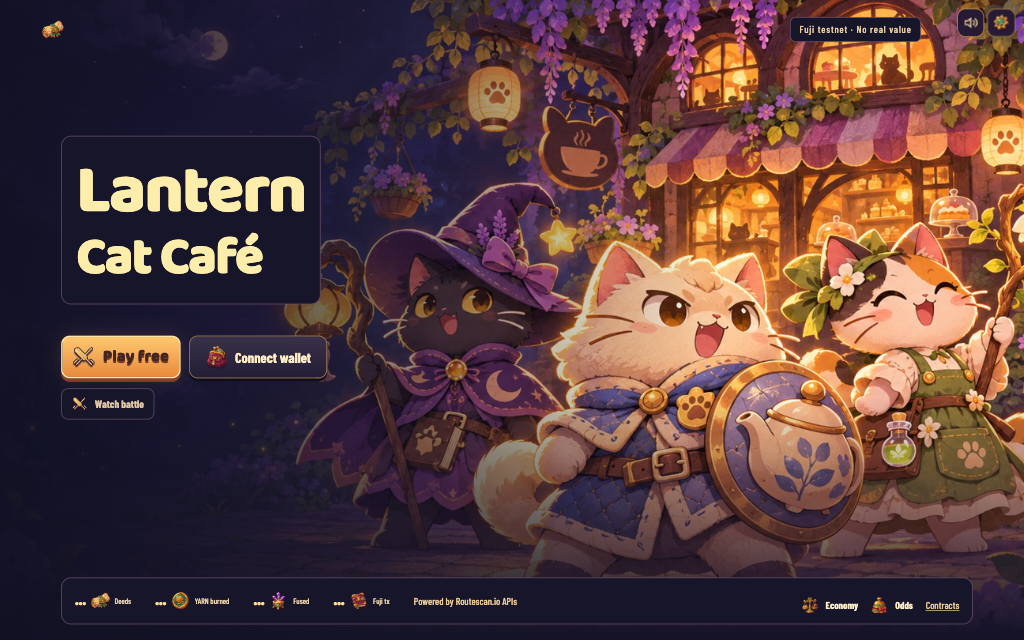 Fuji testnet · No real value
Lantern
Cat Café
Play free
Connect wallet
Watch battle
... Deeds
... YARN burned
... Fused
... Fuji tx
Powered by Routescan.io APIs
Economy
Odds
Contracts